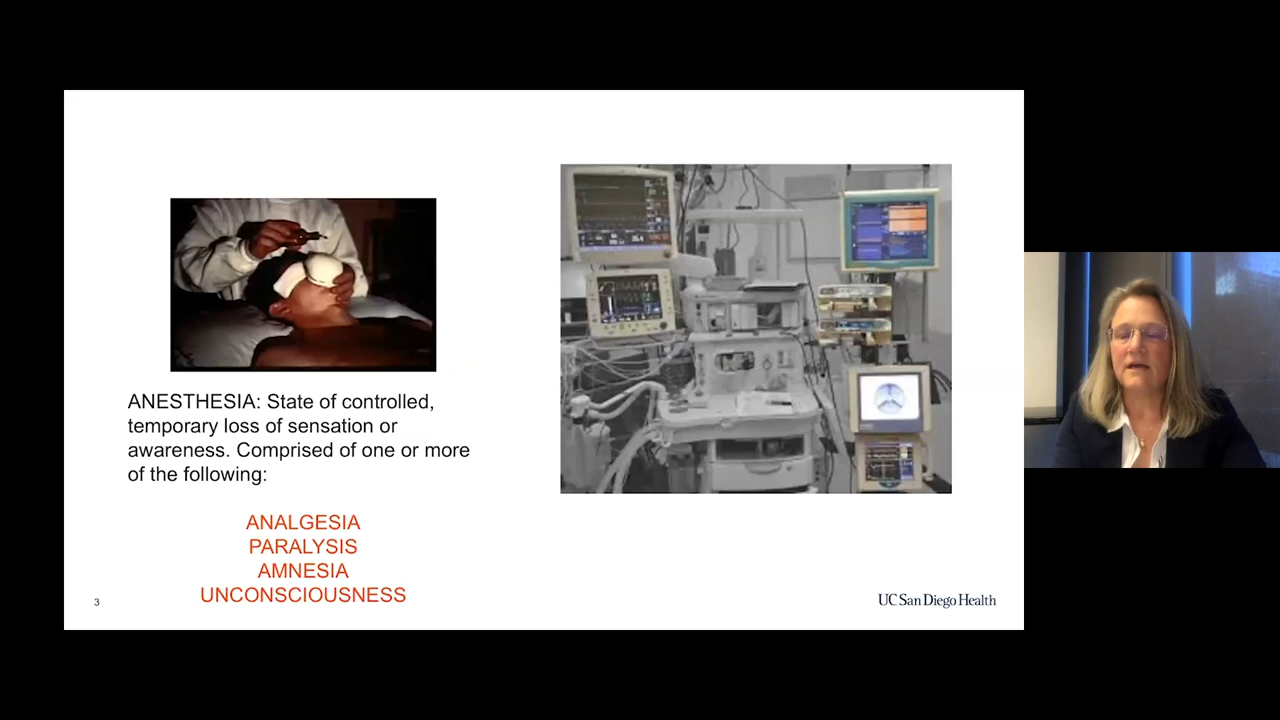 ANESTHESIA: State of controlled,
temporary loss of sensation or
awareness. Comprised of one or more
of the following:
ANALGESIA
PARALYSIS
AMNESIA
UNCONSCIOUSNESS
3
UC San Diego Health